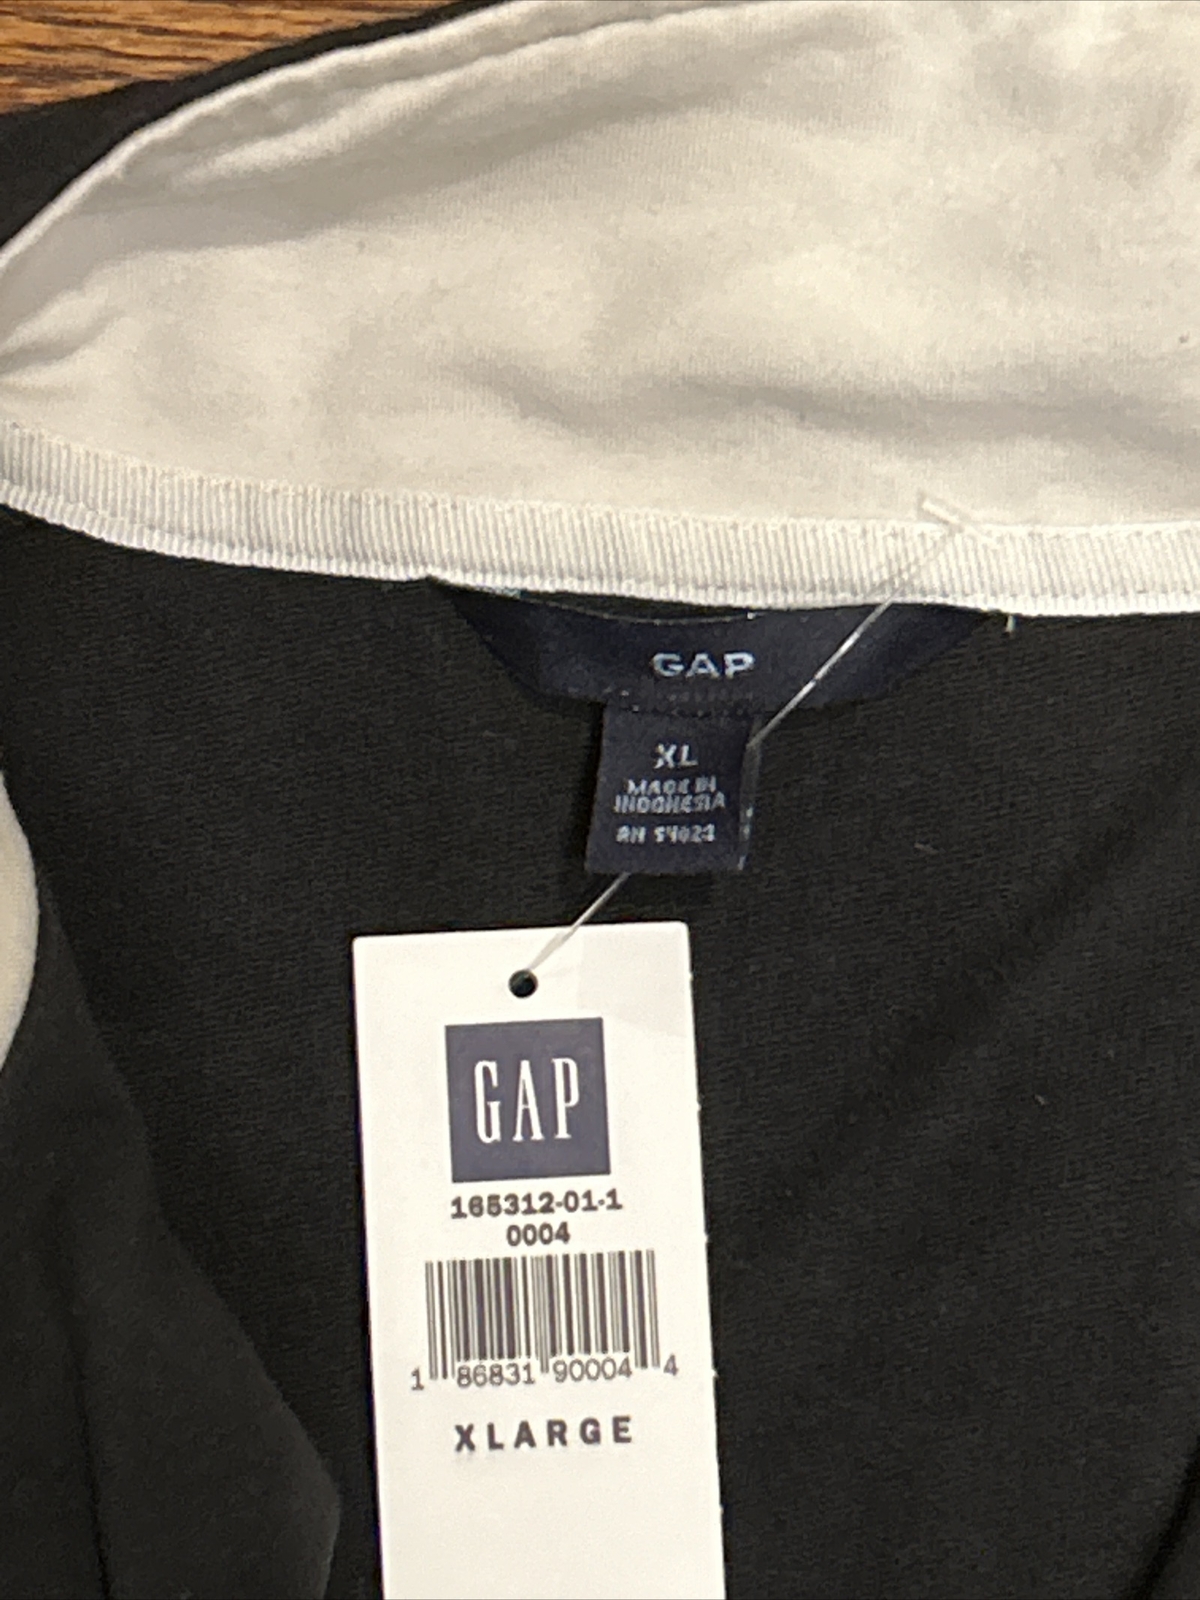 GAP
XL
MADE IN
INDONESIA
RN 54023
GAP
165312-01-1
0004
1 86831 90004 4
XLARGE